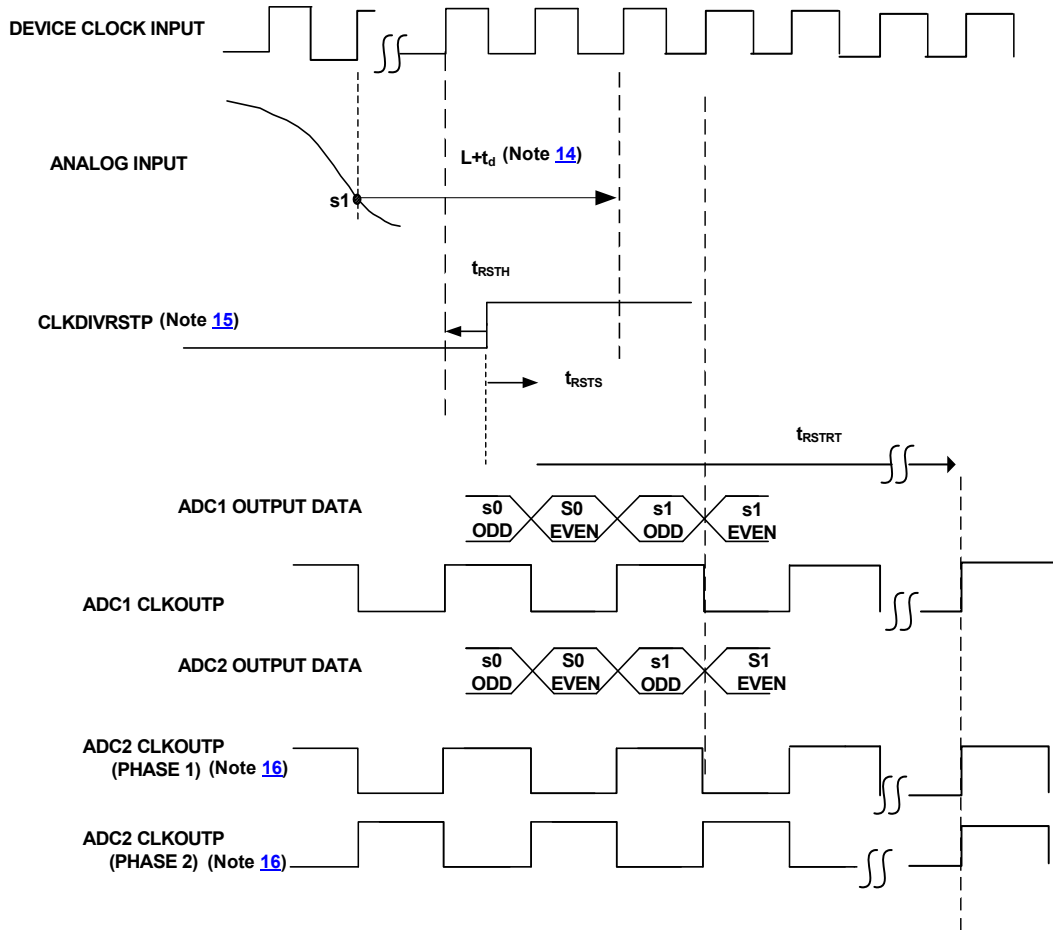 DEVICE CLOCK INPUT
ANALOG INPUT
L+td (Note 14)
s1
tRSTH
CLKDIVRSTP (Note 15)
tRSTS
tRSTRT
ADC1 OUTPUT DATA
s0 S0 s1 s1
ODD EVEN ODD EVEN
ADC1 CLKOUTP
ADC2 OUTPUT DATA
s0 S0 s1 S1
ODD EVEN ODD EVEN
ADC2 CLKOUTP
(PHASE 1) (Note 16)
ADC2 CLKOUTP
(PHASE 2) (Note 16)